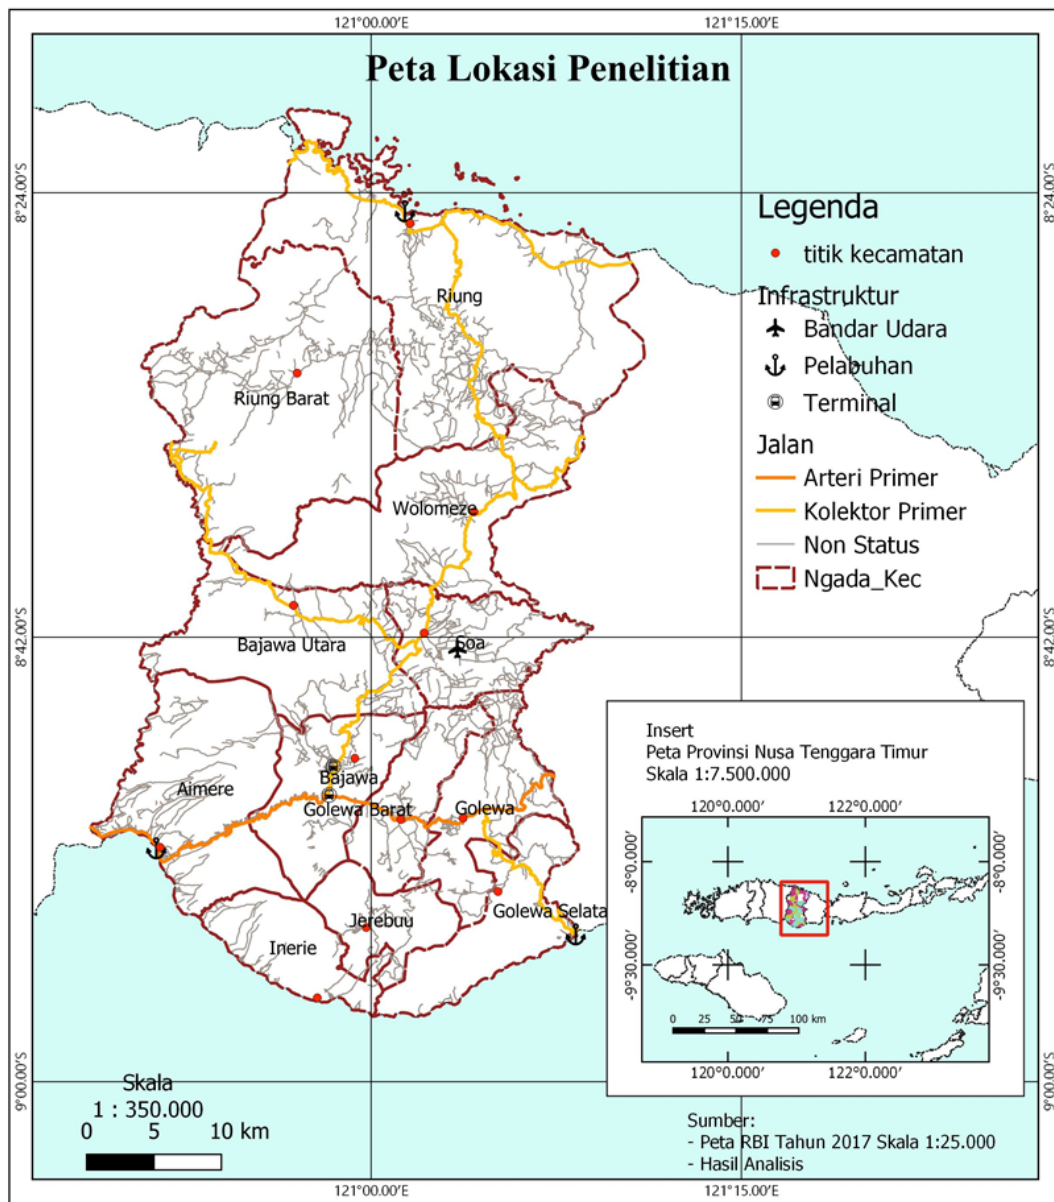 121°00.00'E
121°15.00'E
Peta Lokasi Penelitian
8°24.00'S
8°24.00'S
Legenda
titik kecamatan
Infrastruktur
Bandar Udara
Pelabuhan
Terminal
Jalan
Arteri Primer
Kolektor Primer
Non Status
Ngada_Kec
Riung
Riung Barat
Wolomeze
8°42.00'S
8°42.00'S
Bajawa Utara
Soa
Bajawa
Aimere
Golewa Barat
Golewa
Golewa Selata
Jerebuu
Inerie
Insert
Peta Provinsi Nusa Tenggara Timur
Skala 1:7.500.000
120°0.000'
122°0.000'
-8°0.000'
-8°0.000'
-9°30.000'
-9°30.000'
0 25 50 75 100 km
120°0.000'
122°0.000'
9°00.00'S
9°00.00'S
Skala
1 : 350.000
0 5 10 km
Sumber:
- Peta RBI Tahun 2017 Skala 1:25.000
- Hasil Analisis
121°00.00'E
121°15.00'E